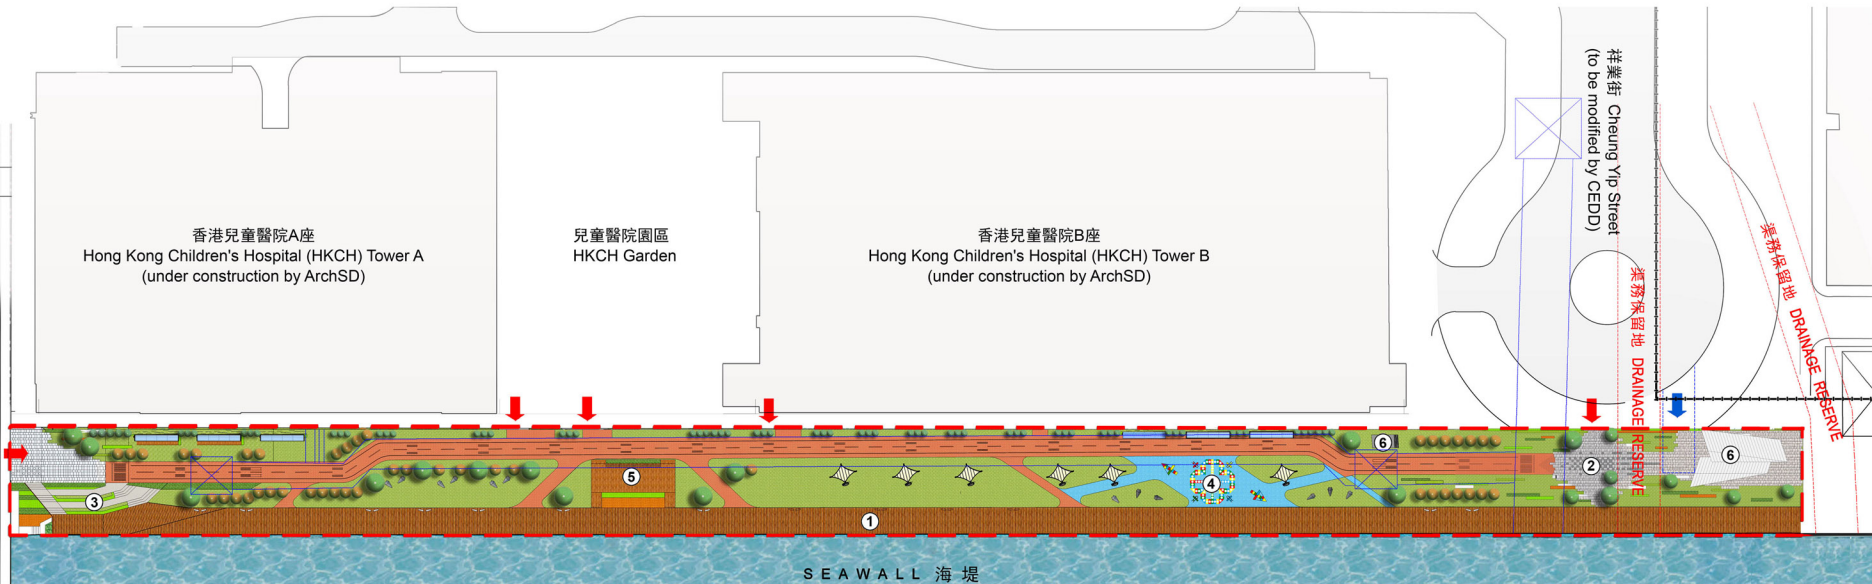 祥業街 Cheung Yip Street
(to be modified by CEDD)
香港兒童醫院A座
Hong Kong Children's Hospital (HKCH) Tower A
(under construction by ArchSD)
兒童醫院園區
HKCH Garden
香港兒童醫院B座
Hong Kong Children's Hospital (HKCH) Tower B
(under construction by ArchSD)
渠務保留地 DRAINAGE RESERVE
渠務保留地 DRAINAGE RESERVE
6
2
6
5
4
3
1
SEAWALL 海堤